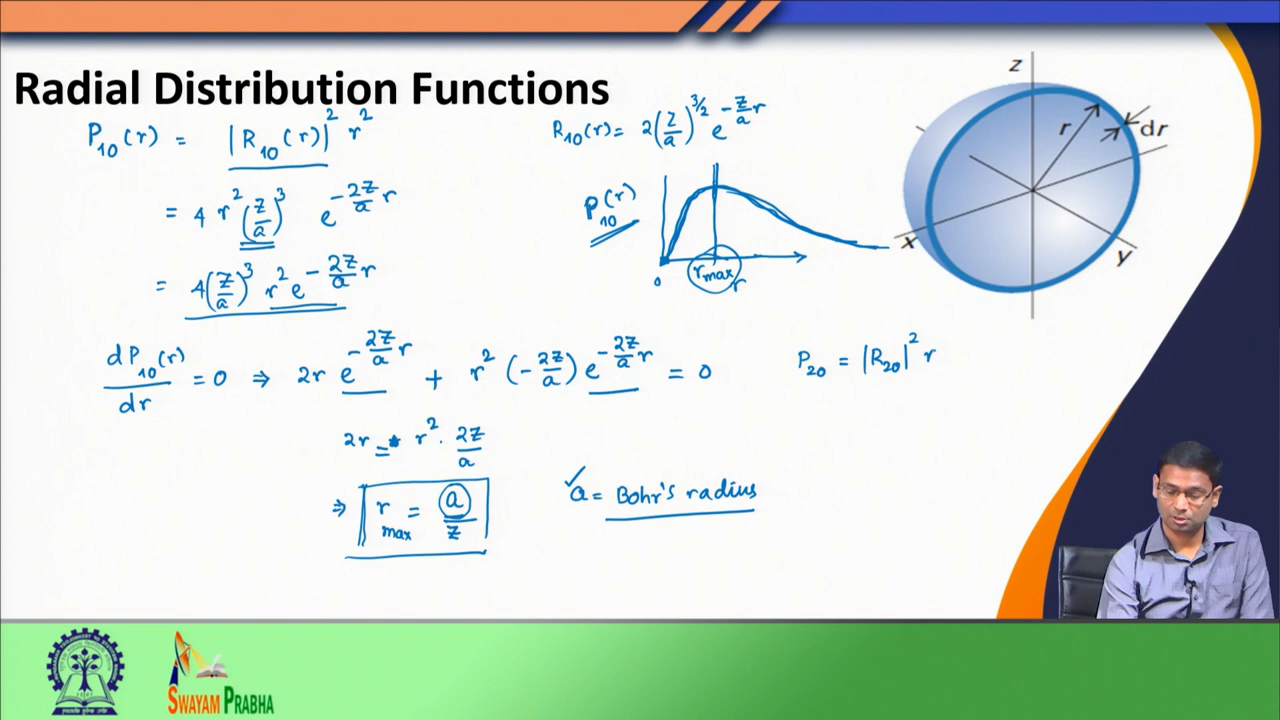 Radial Distribution Functions
P₁₀(r) = |R₁₀(r)|² r²
= 4 r² (Z/a)³ e^(-2Z/a r)
= 4(Z/a)³ r² e^(-2Z/a r)
R₁₀(r) = 2(Z/a)^(3/2) e^(-Z/a r)
P₁₀(r)
0
r_max
r
z
r
dr
x
y
dP₁₀(r)/dr = 0 ⇒ 2r e^(-2Z/a r) + r² (-2Z/a) e^(-2Z/a r) = 0
2r = r² · 2Z/a
⇒ r_max = a/Z
✓a = Bohr's radius
P₂₀ = |R₂₀|² r
SWAYAM PRABHA